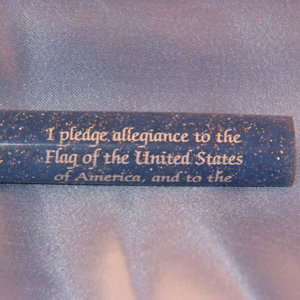 I pledge allegiance to the
Flag of the United States
of America, and to the